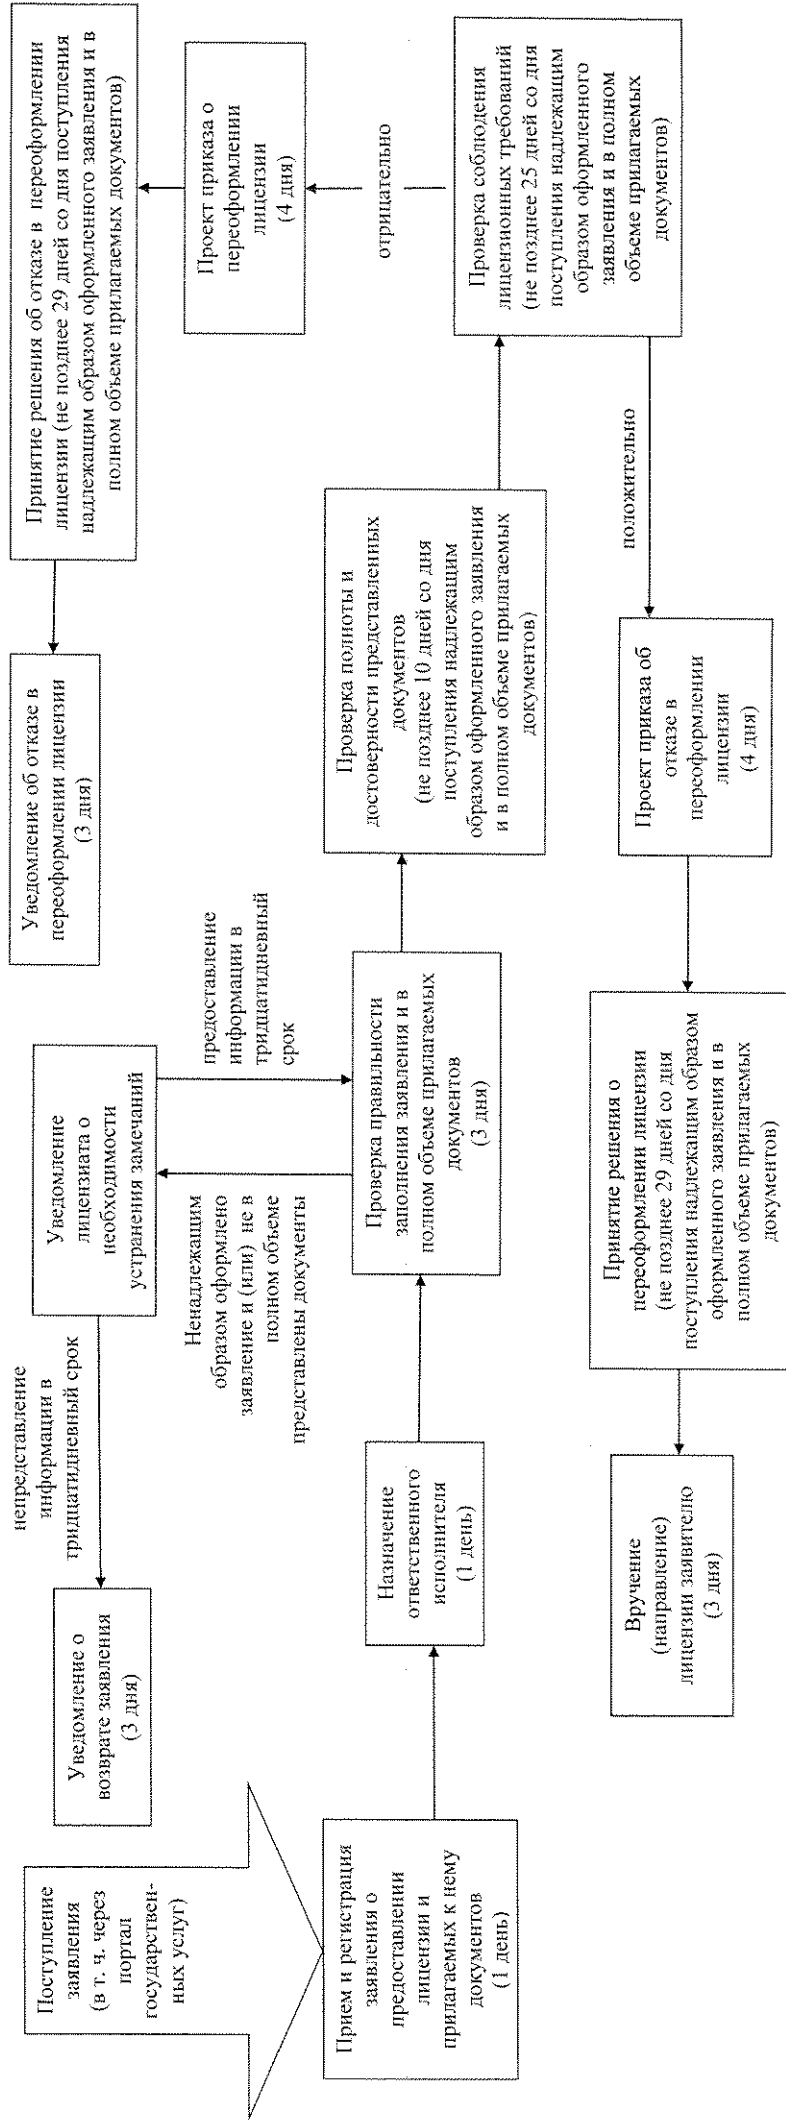 Поступление
заявления
(в т. ч. через
портал
государствен-
ных услуг)
Прием и регистрация
заявления о
предоставлении
лицензии и
прилагаемых к нему
документов
(1 день)
Назначение
ответственного
исполнителя
(1 день)
Проверка правильности
заполнения заявления и в
полном объеме прилагаемых
документов
(3 дня)
Ненадлежащим
образом оформлено
заявление и (или) не в
полном объеме
представлены документы
Уведомление
лицензиата о
необходимости
устранения замечаний
предоставление
информации в
тридцатидневный
срок
непредставление
информации в
тридцатидневный срок
Уведомление о
возврате заявления
(3 дня)
Проверка полноты и
достоверности представленных
документов
(не позднее 10 дней со дня
поступления надлежащим
образом оформленного заявления
и в полном объеме прилагаемых
документов)
Проверка соблюдения
лицензионных требований
(не позднее 25 дней со дня
поступления надлежащим
образом оформленного
заявления и в полном
объеме прилагаемых
документов)
отрицательно
Проект приказа о
переоформлении
лицензии
(4 дня)
Принятие решения об отказе в переоформлении
лицензии (не позднее 29 дней со дня поступления
надлежащим образом оформленного заявления и в
полном объеме прилагаемых документов)
Уведомление об отказе в
переоформлении лицензии
(3 дня)
положительно
Проект приказа об
отказе в
переоформлении
лицензии
(4 дня)
Принятие решения о
переоформлении лицензии
(не позднее 29 дней со дня
поступления надлежащим образом
оформленного заявления и в
полном объеме прилагаемых
документов)
Вручение
(направление)
лицензии заявителю
(3 дня)